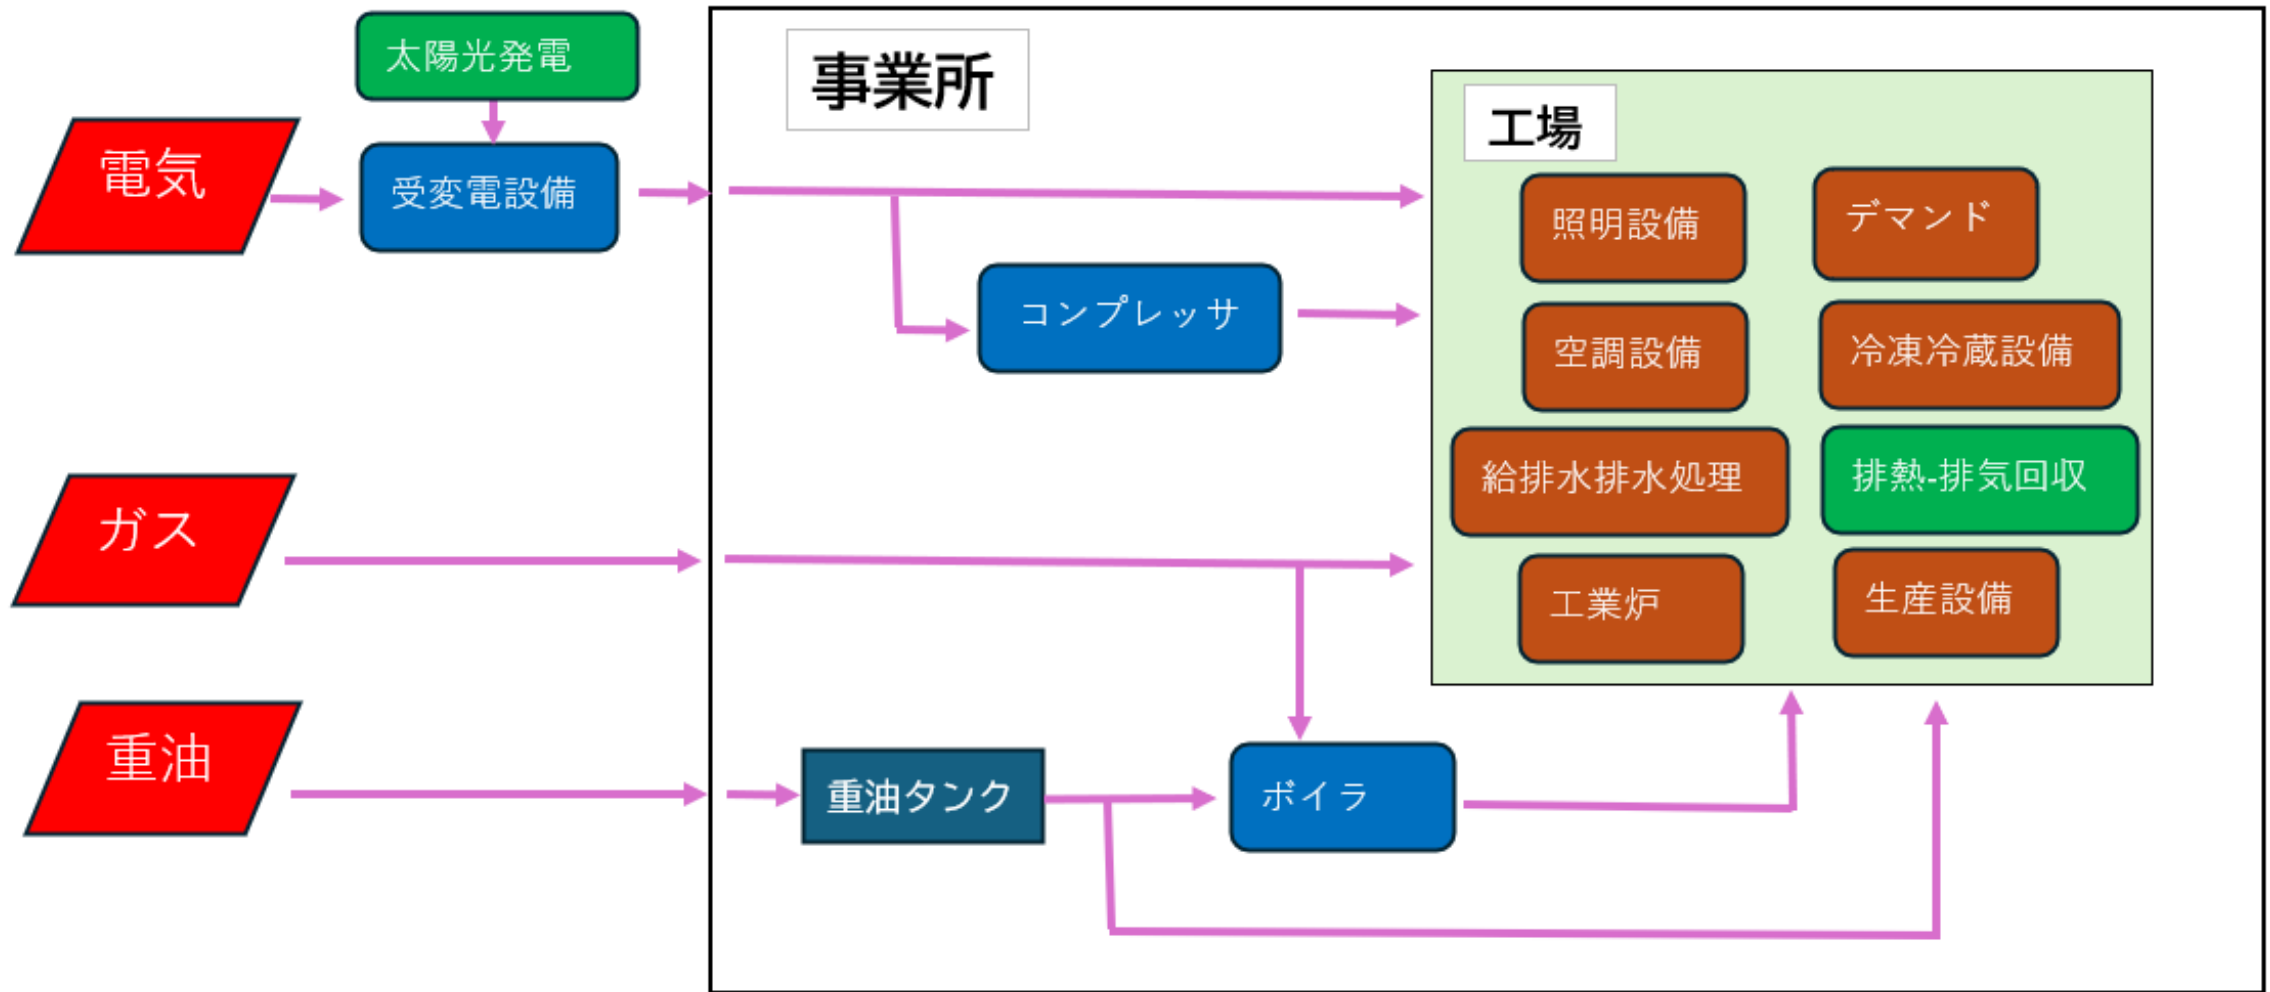 太陽光発電
事業所
工場
電気
受変電設備
照明設備
デマンド
コンプレッサ
空調設備
冷凍冷蔵設備
ガス
給排水排水処理
排熱-排気回収
工業炉
生産設備
重油
重油タンク
ボイラ